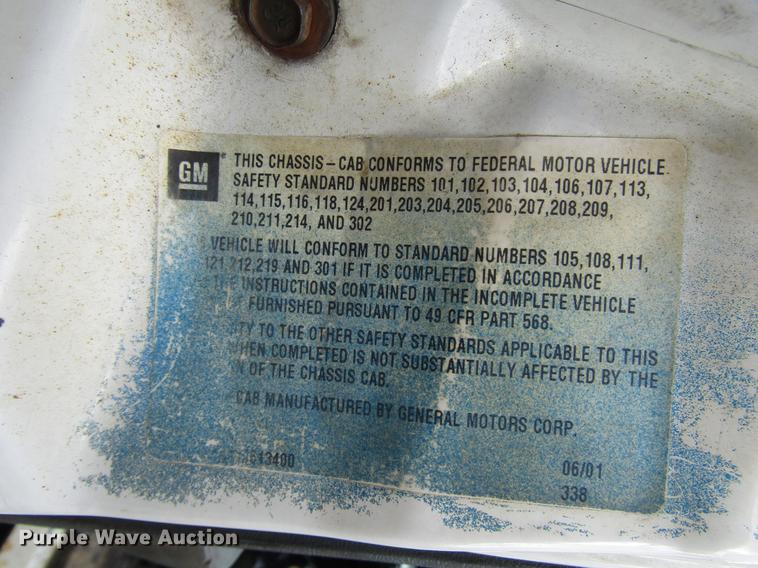 GM THIS CHASSIS-CAB CONFORMS TO FEDERAL MOTOR VEHICLE
SAFETY STANDARD NUMBERS 101,102,103,104,106,107,113,
114,115,116,118,124,201,203,204,205,206,207,208,209,
210,211,214, AND 302
VEHICLE WILL CONFORM TO STANDARD NUMBERS 105,108,111,
121,212,219 AND 301 IF IT IS COMPLETED IN ACCORDANCE
INSTRUCTIONS CONTAINED IN THE INCOMPLETE VEHICLE
FURNISHED PURSUANT TO 49 CFR PART 568.
TO THE OTHER SAFETY STANDARDS APPLICABLE TO THIS
WHEN COMPLETED IS NOT SUBSTANTIALLY AFFECTED BY THE
OF THE CHASSIS CAB.
CAB MANUFACTURED BY GENERAL MOTORS CORP.
06/01
338
Purple Wave Auction